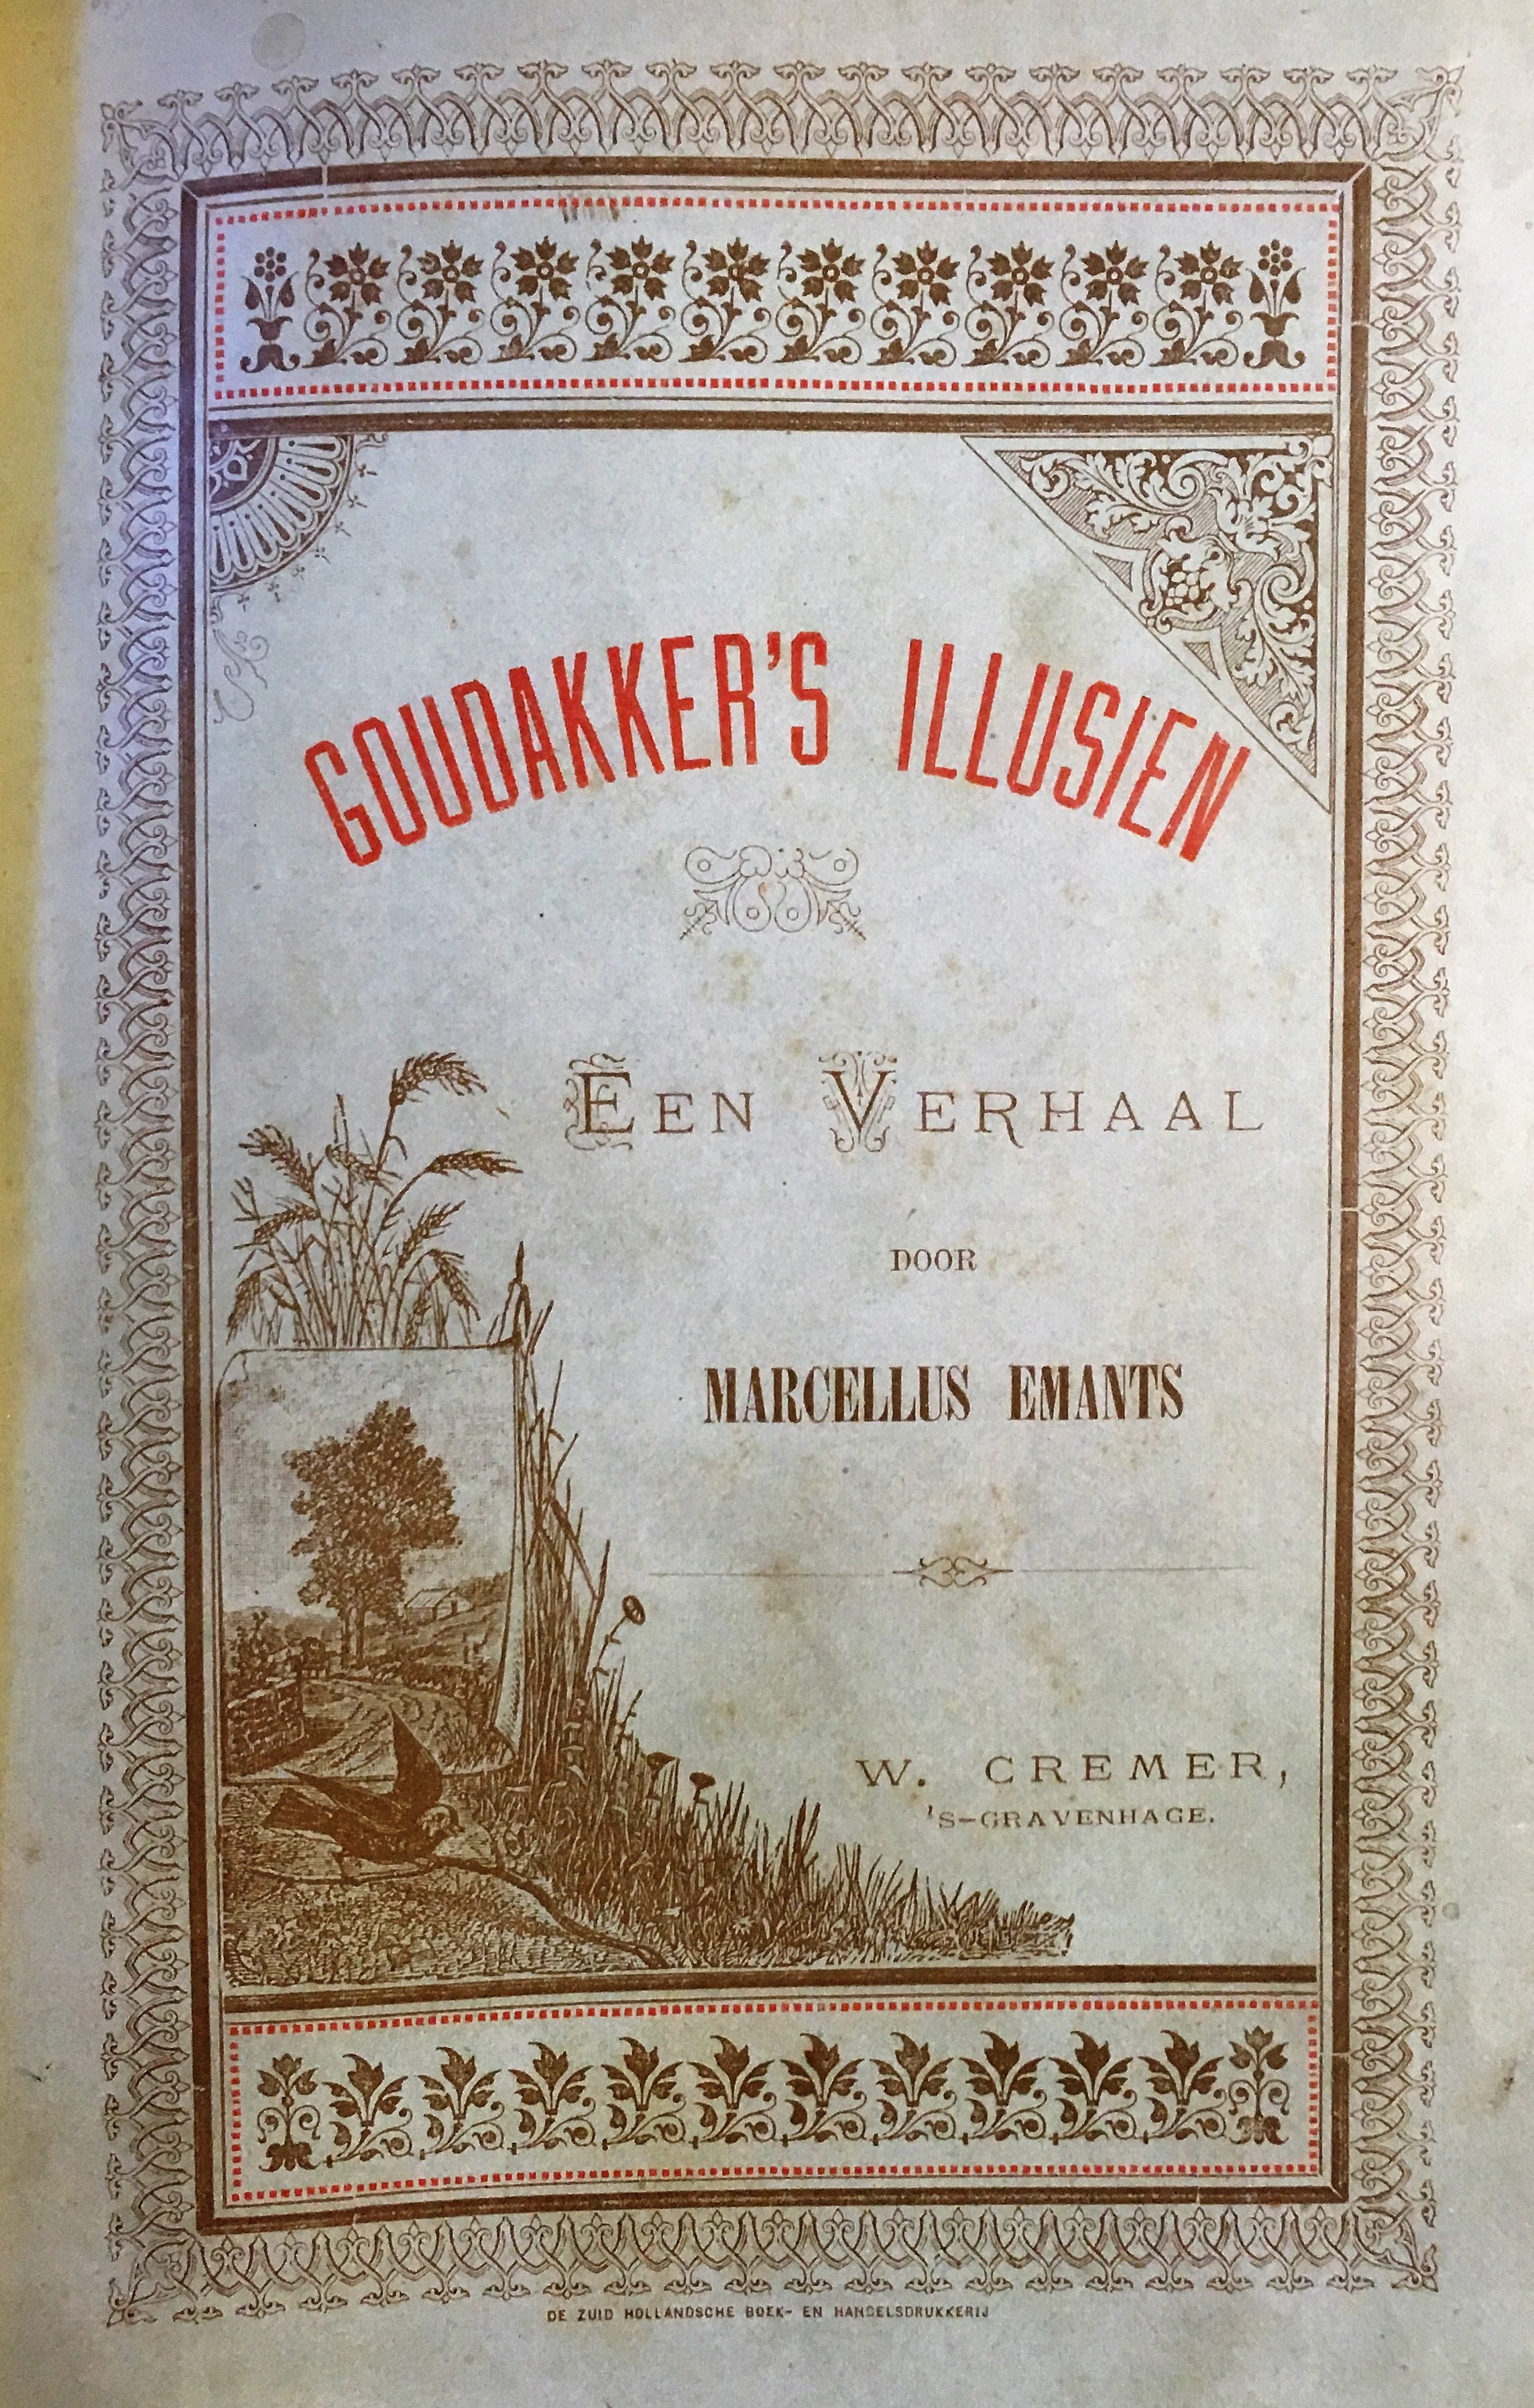 GOUDAKKER'S ILLUSIEN
EEN VERHAAL
DOOR
MARCELLUS EMANTS
W. CREMER,
'S-GRAVENHAGE.
DE ZUID HOLLANDSCHE BOEK- EN HANDELSDRUKKERIJ